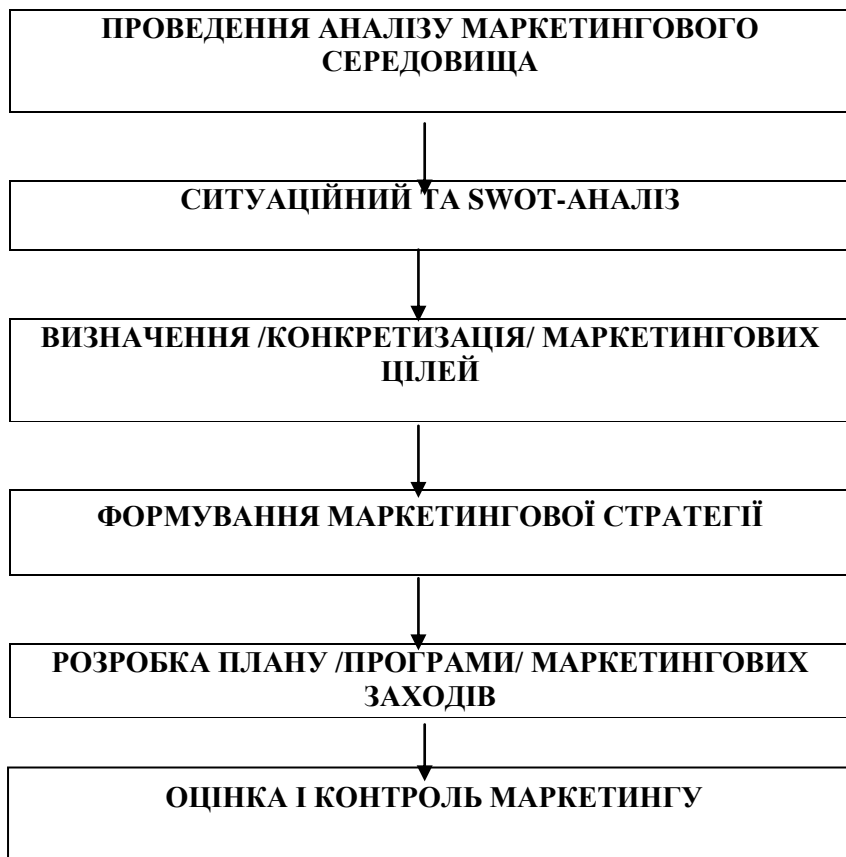 ПРОВЕДЕННЯ АНАЛІЗУ МАРКЕТИНГОВОГО
СЕРЕДОВИЩА
СИТУАЦІЙНИЙ ТА SWOT-АНАЛІЗ
ВИЗНАЧЕННЯ /КОНКРЕТИЗАЦІЯ/ МАРКЕТИНГОВИХ
ЦІЛЕЙ
ФОРМУВАННЯ МАРКЕТИНГОВОЇ СТРАТЕГІЇ
РОЗРОБКА ПЛАНУ /ПРОГРАМИ/ МАРКЕТИНГОВИХ
ЗАХОДІВ
ОЦІНКА І КОНТРОЛЬ МАРКЕТИНГУ